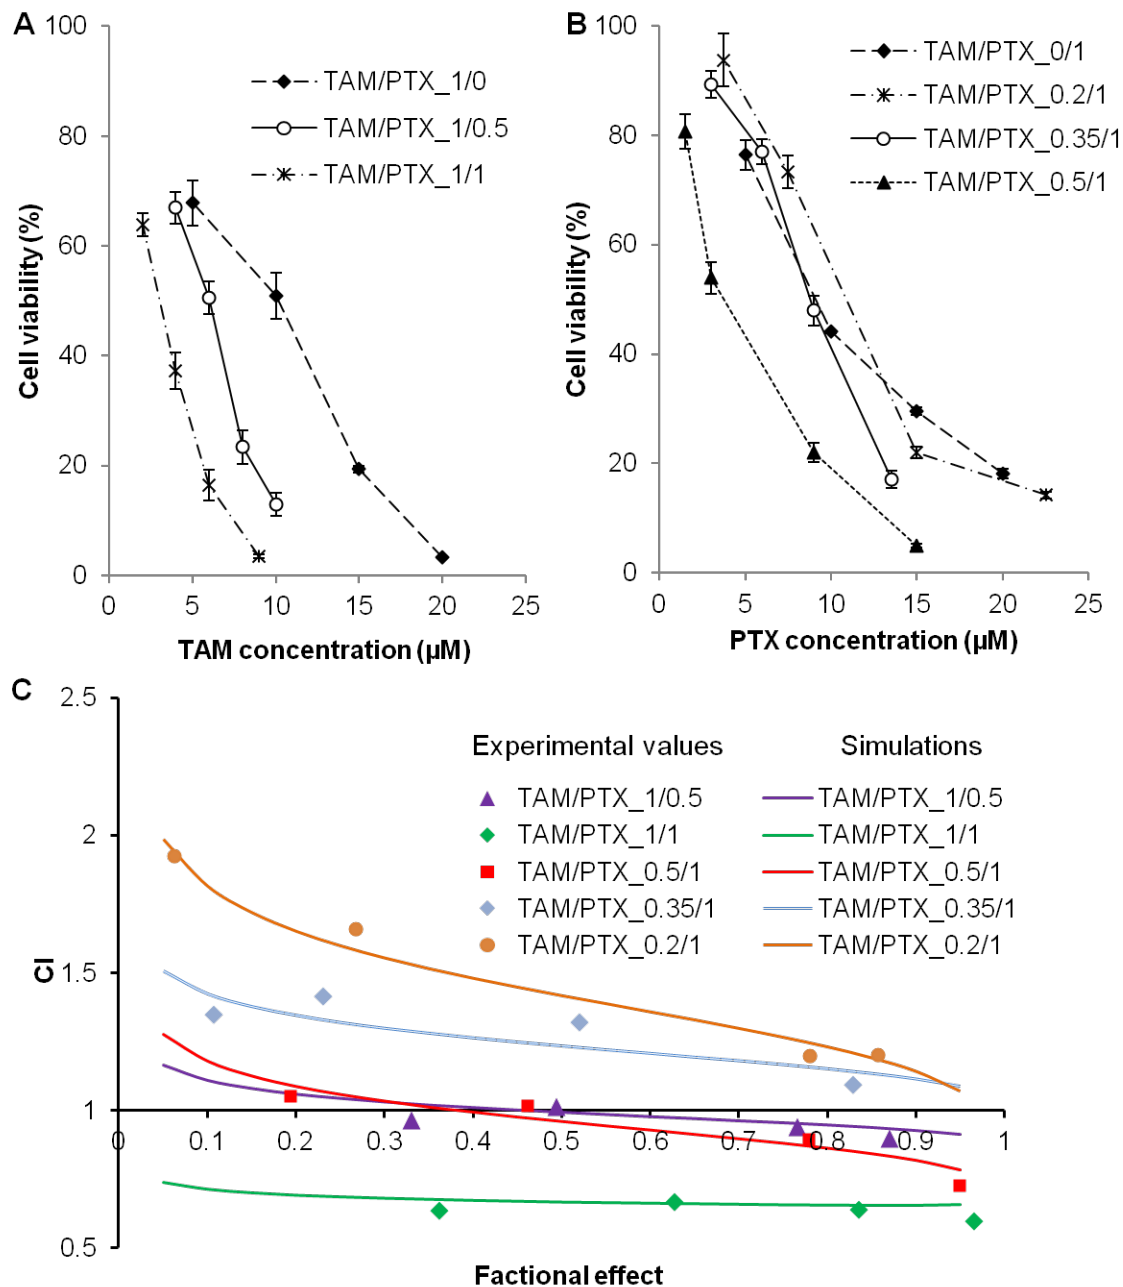 A
100
80
60
40
20
0
Cell viability (%)
TAM/PTX_1/0
TAM/PTX_1/0.5
TAM/PTX_1/1
0 5 10 15 20 25
TAM concentration (µM)
B
100
80
60
40
20
0
Cell viability (%)
TAM/PTX_0/1
TAM/PTX_0.2/1
TAM/PTX_0.35/1
TAM/PTX_0.5/1
0 5 10 15 20 25
PTX concentration (µM)
C
2.5
2
1.5
1
0.5
CI
Experimental values Simulations
TAM/PTX_1/0.5 TAM/PTX_1/0.5
TAM/PTX_1/1 TAM/PTX_1/1
TAM/PTX_0.5/1 TAM/PTX_0.5/1
TAM/PTX_0.35/1 TAM/PTX_0.35/1
TAM/PTX_0.2/1 TAM/PTX_0.2/1
0 0.1 0.2 0.3 0.4 0.5 0.6 0.7 0.8 0.9 1
Factional effect